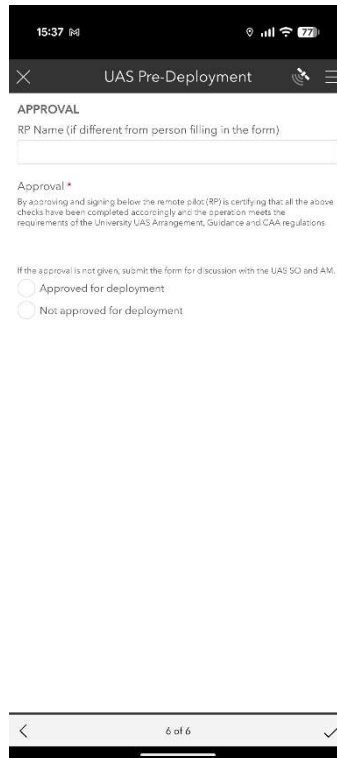 15:37
77
UAS Pre-Deployment
APPROVAL
RP Name (if different from person filling in the form)
Approval *
By approving and signing below the remote pilot (RP) is certifying that all the above
checks have been completed accordingly and the operation meets the
requirements of the University UAS Arrangement, Guidance and CAA regulations.
If the approval is not given, submit the form for discussion with the UAS SO and AM.
Approved for deployment
Not approved for deployment
6 of 6